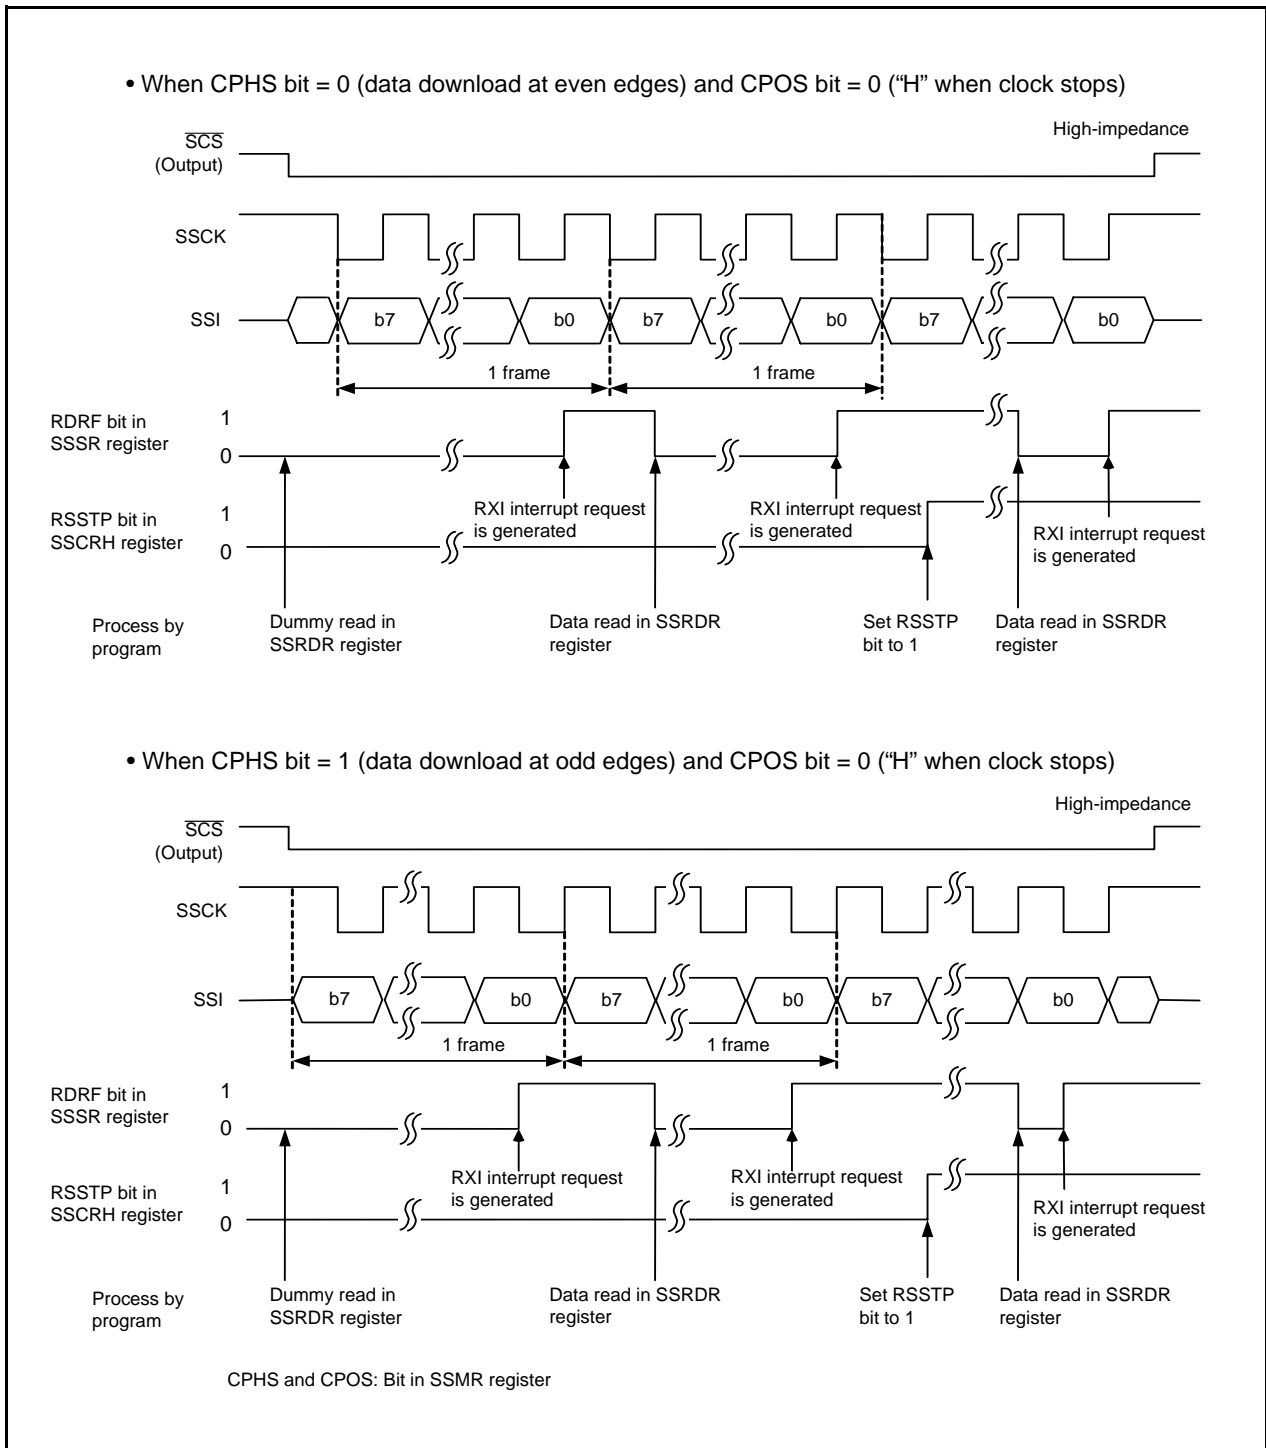 • When CPHS bit = 0 (data download at even edges) and CPOS bit = 0 (“H” when clock stops)
High-impedance
SCS
(Output)
SSCK
SSI
b7
b0
b7
b0
b7
b0
1 frame
1 frame
RDRF bit in
SSSR register
1
0
RXI interrupt request
is generated
RXI interrupt request
is generated
RXI interrupt request
is generated
RSSTP bit in
SSCRH register
1
0
Process by
program
Dummy read in
SSRDR register
Data read in SSRDR
register
Set RSSTP
bit to 1
Data read in SSRDR
register
• When CPHS bit = 1 (data download at odd edges) and CPOS bit = 0 (“H” when clock stops)
High-impedance
SCS
(Output)
SSCK
SSI
b7
b0
b7
b0
b7
b0
1 frame
1 frame
RDRF bit in
SSSR register
1
0
RXI interrupt request
is generated
RXI interrupt request
is generated
RXI interrupt request
is generated
RSSTP bit in
SSCRH register
1
0
Process by
program
Dummy read in
SSRDR register
Data read in SSRDR
register
Set RSSTP
bit to 1
Data read in SSRDR
register
CPHS and CPOS: Bit in SSMR register